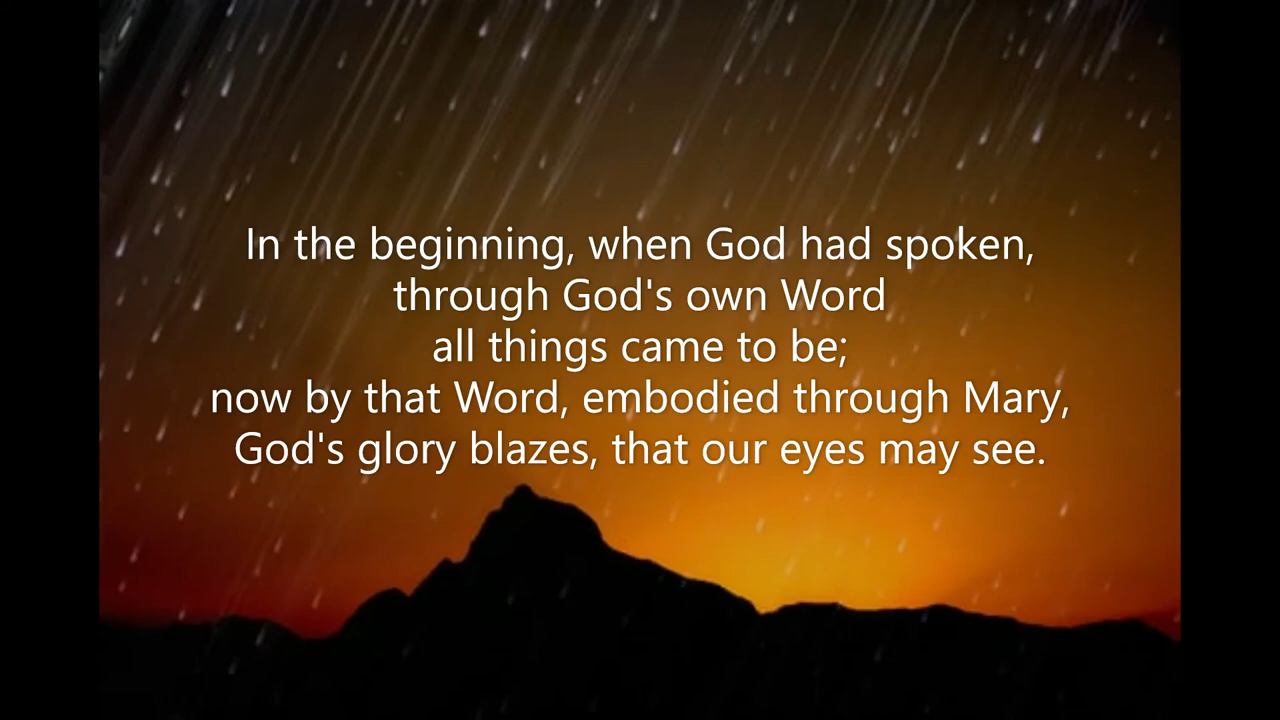 In the beginning, when God had spoken,
through God's own Word
all things came to be;
now by that Word, embodied through Mary,
God's glory blazes, that our eyes may see.